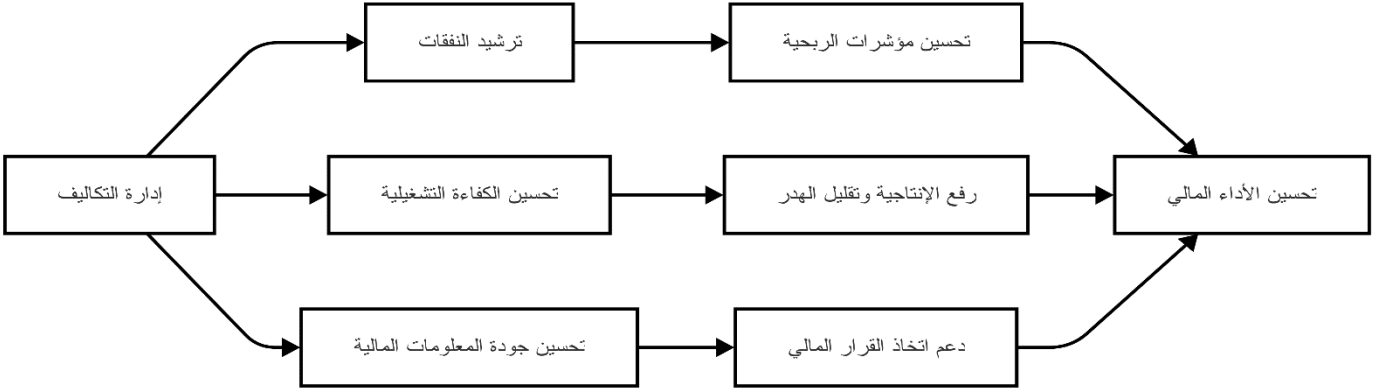 ترشيد النفقات
تحسين مؤشرات الربحية
إدارة التكاليف
تحسين الكفاءة التشغيلية
رفع الإنتاجية وتقليل الهدر
تحسين الأداء المالي
تحسين جودة المعلومات المالية
دعم اتخاذ القرار المالي